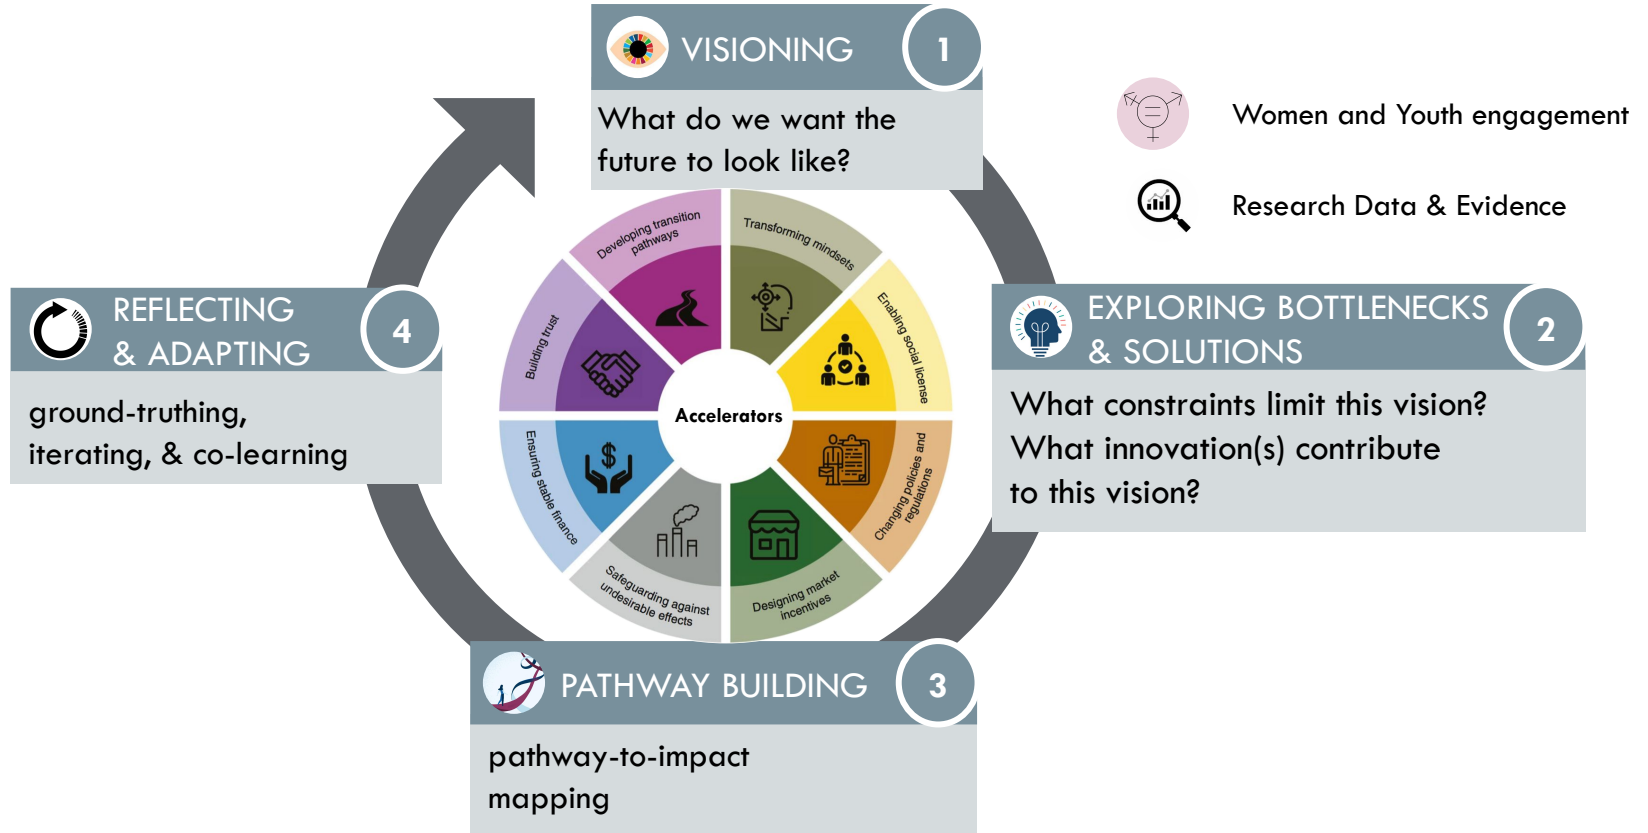 VISIONING
1
What do we want the
future to look like?
Women and Youth engagement
Research Data & Evidence
EXPLORING BOTTLENECKS
& SOLUTIONS
2
What constraints limit this vision?
What innovation(s) contribute
to this vision?
PATHWAY BUILDING
3
pathway-to-impact
mapping
REFLECTING
& ADAPTING
4
ground-truthing,
iterating, & co-learning
Accelerators
Transforming mindsets
Enabling social license
Changing policies and
regulations
Designing market
incentives
Safeguarding against
undesirable effects
Ensuring stable finance
$
Building trust
Developing transition
pathways